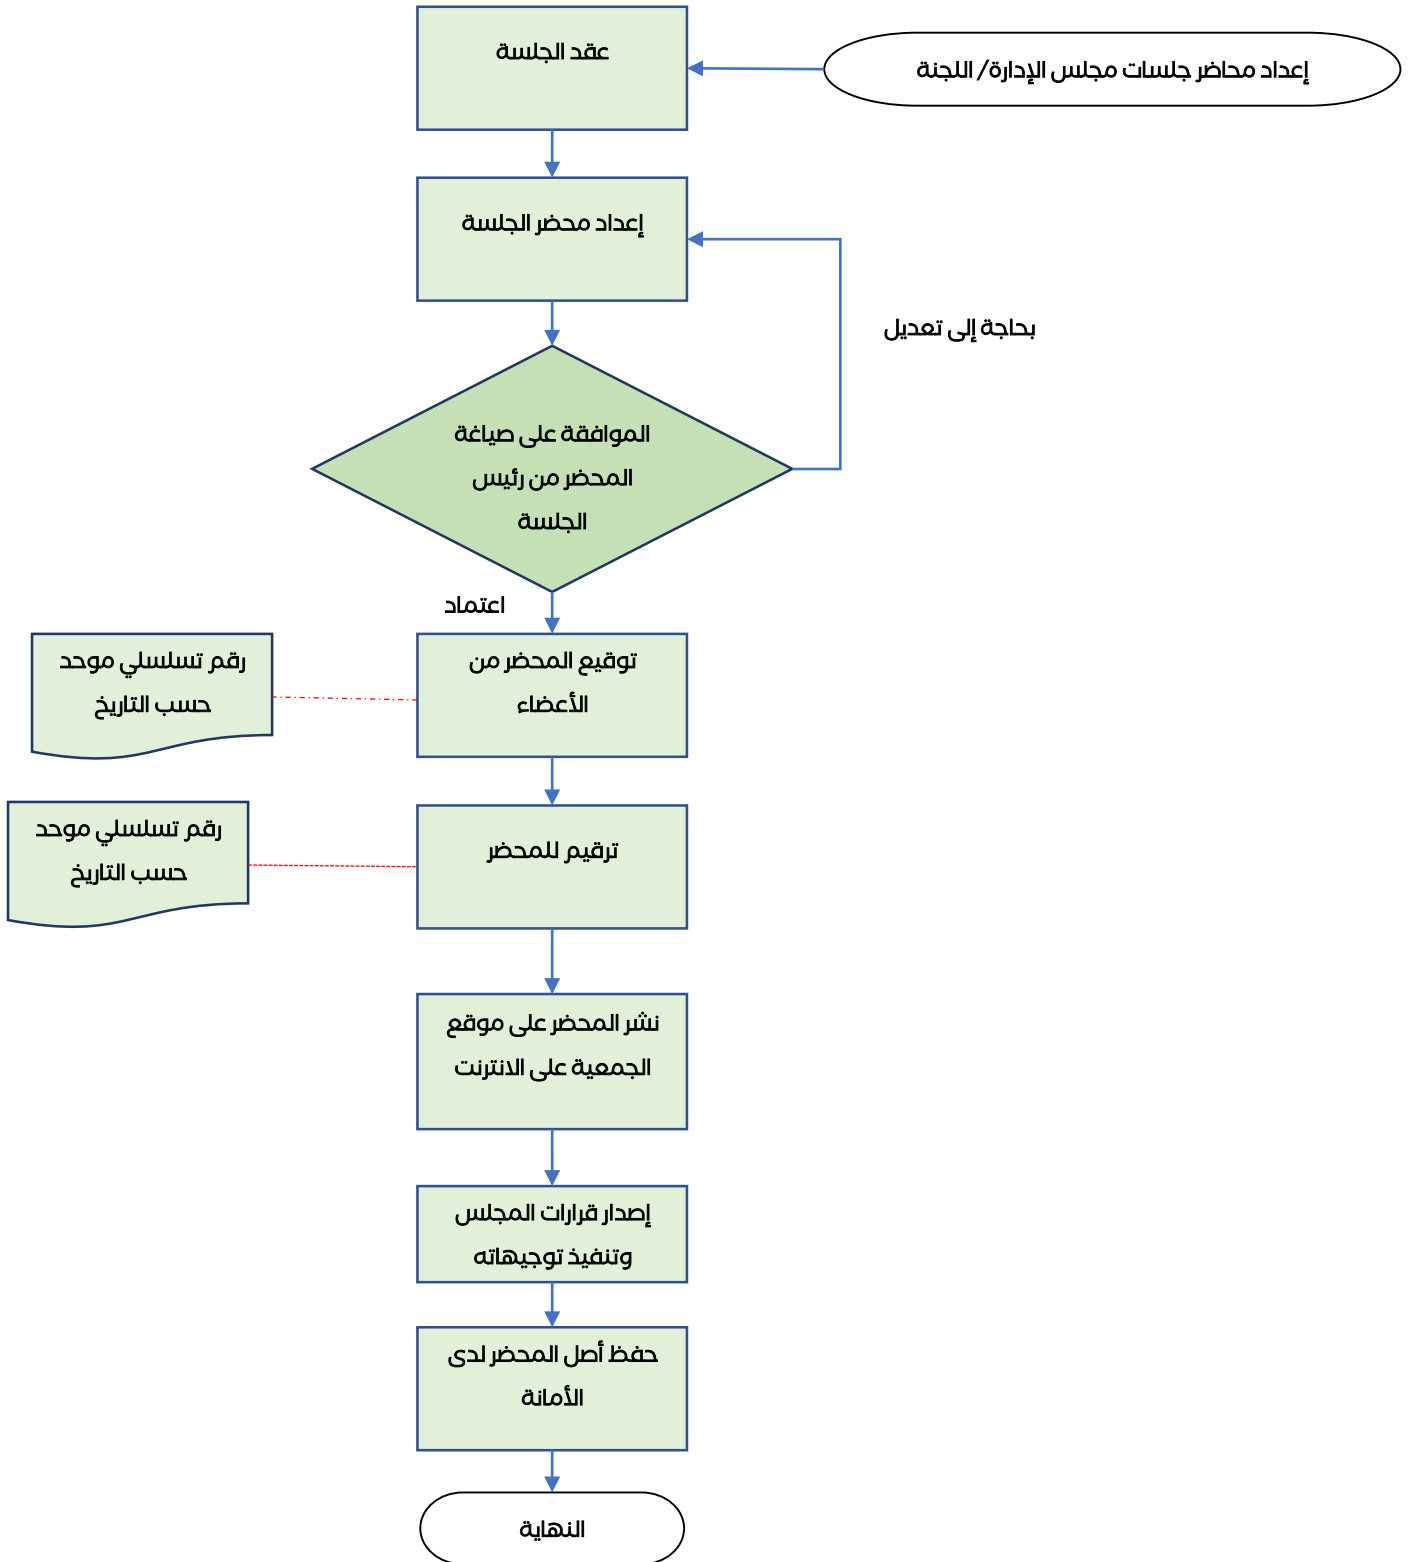 إعداد محاضر جلسات مجلس الإدارة/ اللجنة
عقد الجلسة
إعداد محضر الجلسة
بحاجة إلى تعديل
الموافقة على صياغة
المحضر من رئيس
الجلسة
اعتماد
توقيع المحضر من
الأعضاء
رقم تسلسلي موحد
حسب التاريخ
ترقيم للمحضر
رقم تسلسلي موحد
حسب التاريخ
نشر المحضر على موقع
الجمعية على الانترنت
إصدار قرارات المجلس
وتنفيذ توجيهاته
حفظ أصل المحضر لدى
الأمانة
النهاية